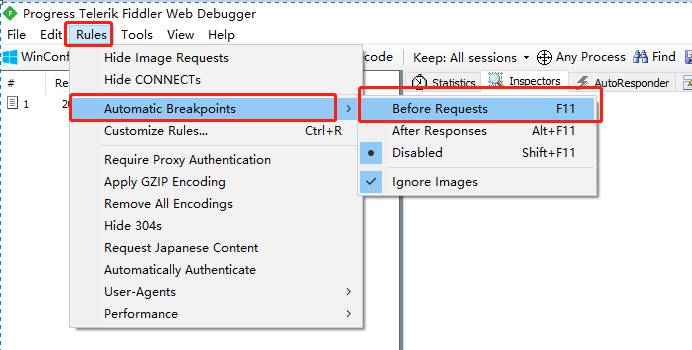 Progress Telerik Fiddler Web Debugger
File Edit Rules Tools View Help
WinConf
code Keep: All sessions Any Process Find Sav
# Re
Statistics Inspectors AutoResponder
1 20
Hide Image Requests
Hide CONNECTs
Automatic Breakpoints >
Customize Rules... Ctrl+R
Require Proxy Authentication
Apply GZIP Encoding
Remove All Encodings
Hide 304s
Request Japanese Content
Automatically Authenticate
User-Agents >
Performance >
Before Requests F11
After Responses Alt+F11
Disabled Shift+F11
Ignore Images